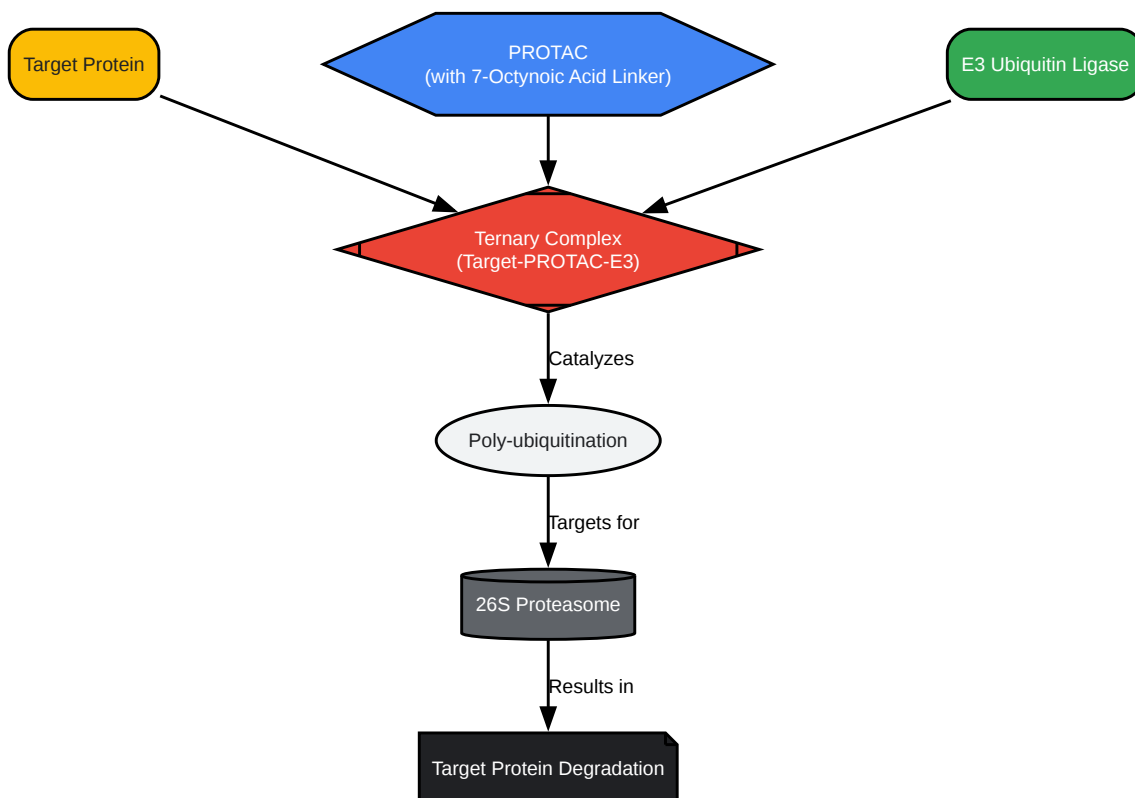 Target Protein
PROTAC
(with 7-Octynoic Acid Linker)
E3 Ubiquitin Ligase
Ternary Complex
(Target-PROTAC-E3)
Catalyzes
Poly-ubiquitination
Targets for
26S Proteasome
Results in
Target Protein Degradation